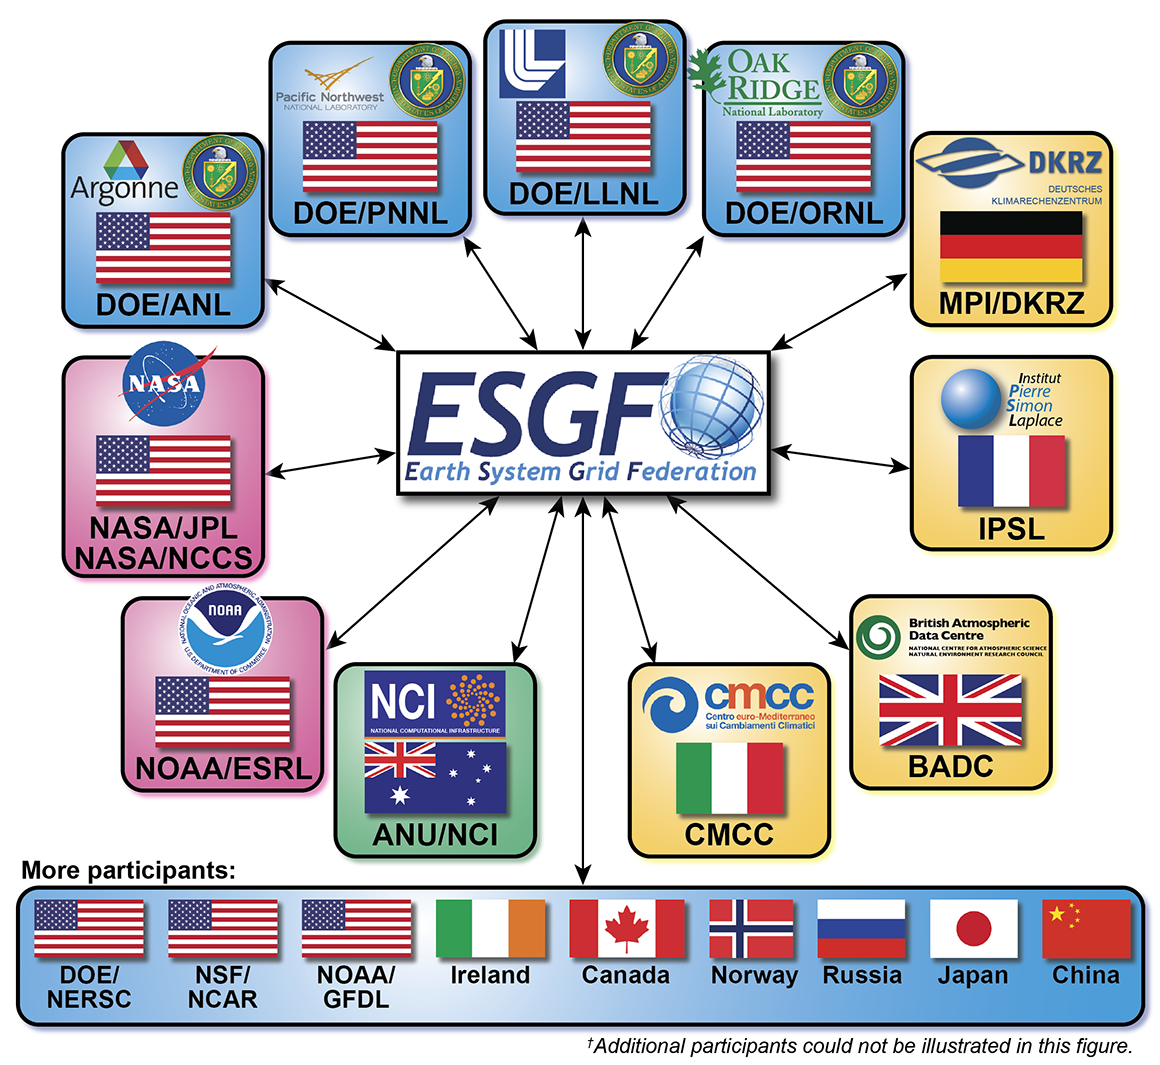 Pacific Northwest
NATIONAL LABORATORY
DOE/PNNL
DOE/LLNL
OAK
RIDGE
National Laboratory
DOE/ORNL
Argonne
DOE/ANL
DKRZ
DEUTSCHES
KLIMARECHENZENTRUM
MPI/DKRZ
ESGF
Earth System Grid Federation
NASA
NASA/JPL
NASA/NCCS
Institut
Pierre
Simon
Laplace
IPSL
NATIONAL OCEANIC AND ATMOSPHERIC ADMINISTRATION
NOAA
U.S. DEPARTMENT OF COMMERCE
NOAA/ESRL
NCI
NATIONAL COMPUTATIONAL INFRASTRUCTURE
ANU/NCI
cmcc
Centro euro-Mediterraneo
sui Cambiamenti Climatici
CMCC
British Atmospheric
Data Centre
NATIONAL CENTRE FOR ATMOSPHERIC SCIENCE
NATURAL ENVIRONMENT RESEARCH COUNCIL
BADC
More participants:
DOE/
NERSC
NSF/
NCAR
NOAA/
GFDL
Ireland
Canada
Norway
Russia
Japan
China
†Additional participants could not be illustrated in this figure.